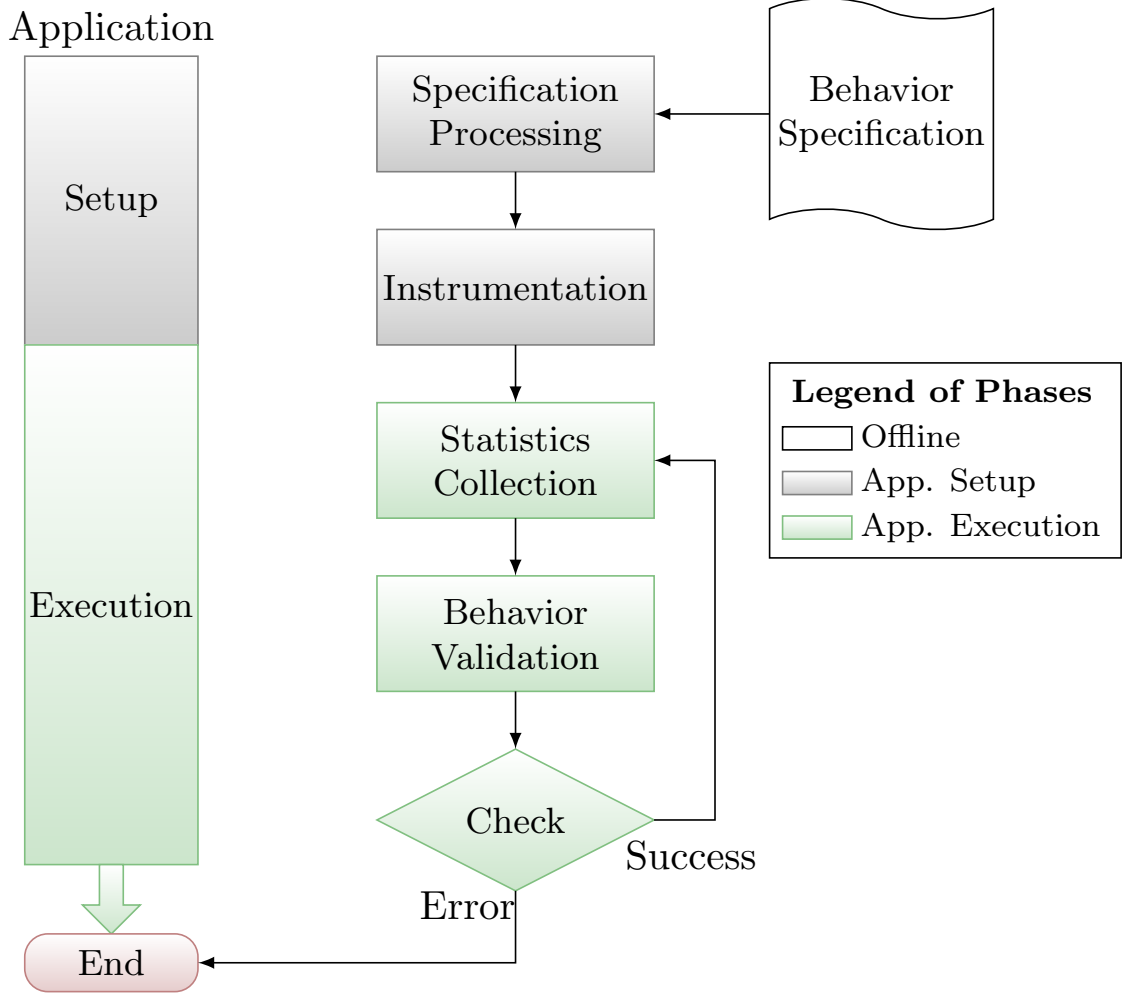 Application
Setup
Execution
End
Specification
Processing
Behavior
Specification
Instrumentation
Statistics
Collection
Behavior
Validation
Check
Success
Error
Legend of Phases
Offline
App. Setup
App. Execution